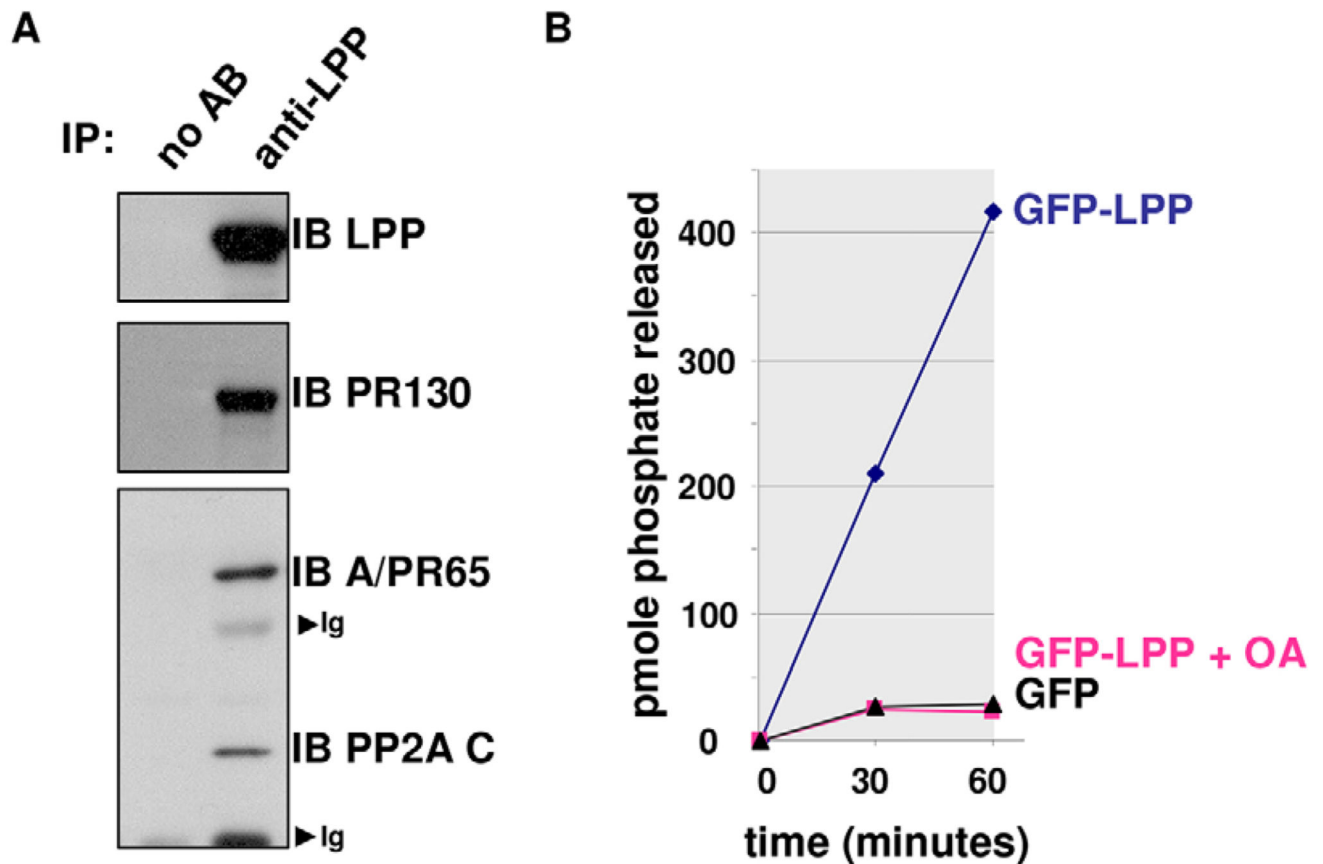 A
IP:
no AB
anti-LPP
IB LPP
IB PR130
IB A/PR65
►Ig
IB PP2A C
►Ig
B
pmole phosphate released
400
300
200
100
0
0 30 60
time (minutes)
GFP-LPP
GFP-LPP + OA
GFP